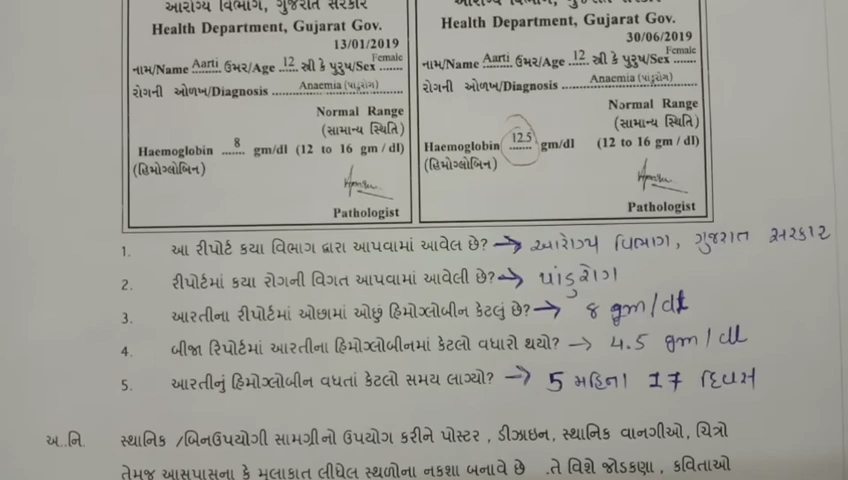 આરોગ્ય વિભાગ, ગુજરાત સરકાર
Health Department, Gujarat Gov.
13/01/2019
નામ/Name Aarti ઉંમર/Age 12 સ્ત્રી કે પુરુષ/Sex Female
રોગની ઓળખ/Diagnosis Anaemia (પાંડુરોગ)
Normal Range
(સામાન્ય સ્થિતિ)
Haemoglobin 8 gm/dl (12 to 16 gm / dl)
(હિમોગ્લોબિન)
Pathologist
આરોગ્ય વિભાગ, ગુજરાત સરકાર
Health Department, Gujarat Gov.
30/06/2019
નામ/Name Aarti ઉંમર/Age 12 સ્ત્રી કે પુરુષ/Sex Female
રોગની ઓળખ/Diagnosis Anaemia (પાંડુરોગ)
Normal Range
(સામાન્ય સ્થિતિ)
Haemoglobin 12.5 gm/dl (12 to 16 gm / dl)
(હિમોગ્લોબિન)
Pathologist
1. આ રીપોર્ટ કયા વિભાગ દ્વારા આપવામાં આવેલ છે? → આરોગ્ય વિભાગ, ગુજરાત સરકાર
2. રીપોર્ટમાં કયા રોગની વિગત આપવામાં આવેલી છે? → પાંડુરોગ
3. આરતીના રીપોર્ટમાં ઓછામાં ઓછું હિમોગ્લોબીન કેટલું છે? → 8 gm/dl
4. બીજા રિપોર્ટમાં આરતીના હિમોગ્લોબીનમાં કેટલો વધારો થયો? → 4.5 gm/dl
5. આરતીનું હિમોગ્લોબીન વધતાં કેટલો સમય લાગ્યો? → 5 મહિના 17 દિવસ
અ..નિ. સ્થાનિક /બિનઉપયોગી સામગ્રીનો ઉપયોગ કરીને પોસ્ટર , ડીઝાઇન, સ્થાનિક વાનગીઓ, ચિત્રો
તેમજ આસપાસના કે મુલાકાત લીધેલ સ્થળોના નકશા બનાવે છે .તે વિશે જોડકણા , કવિતાઓ